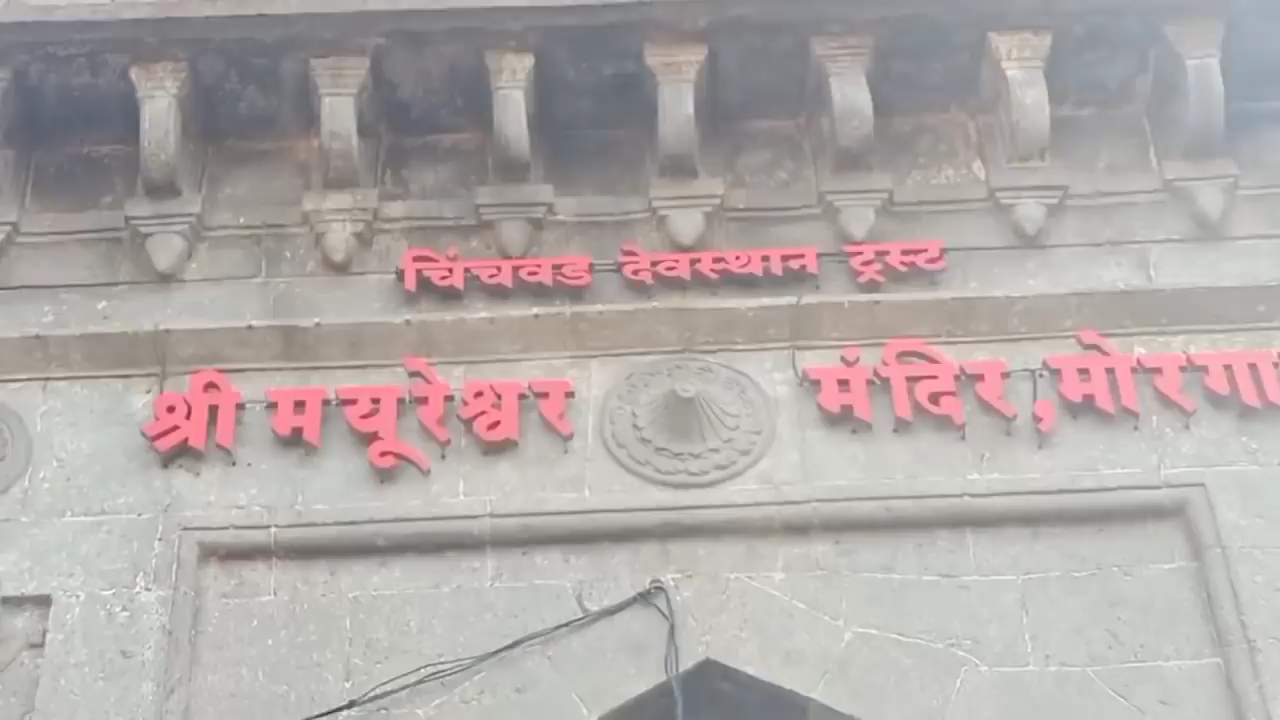 चिंचवड देवस्थान ट्रस्ट
श्री मयूरेश्वर मंदिर, मोरगा